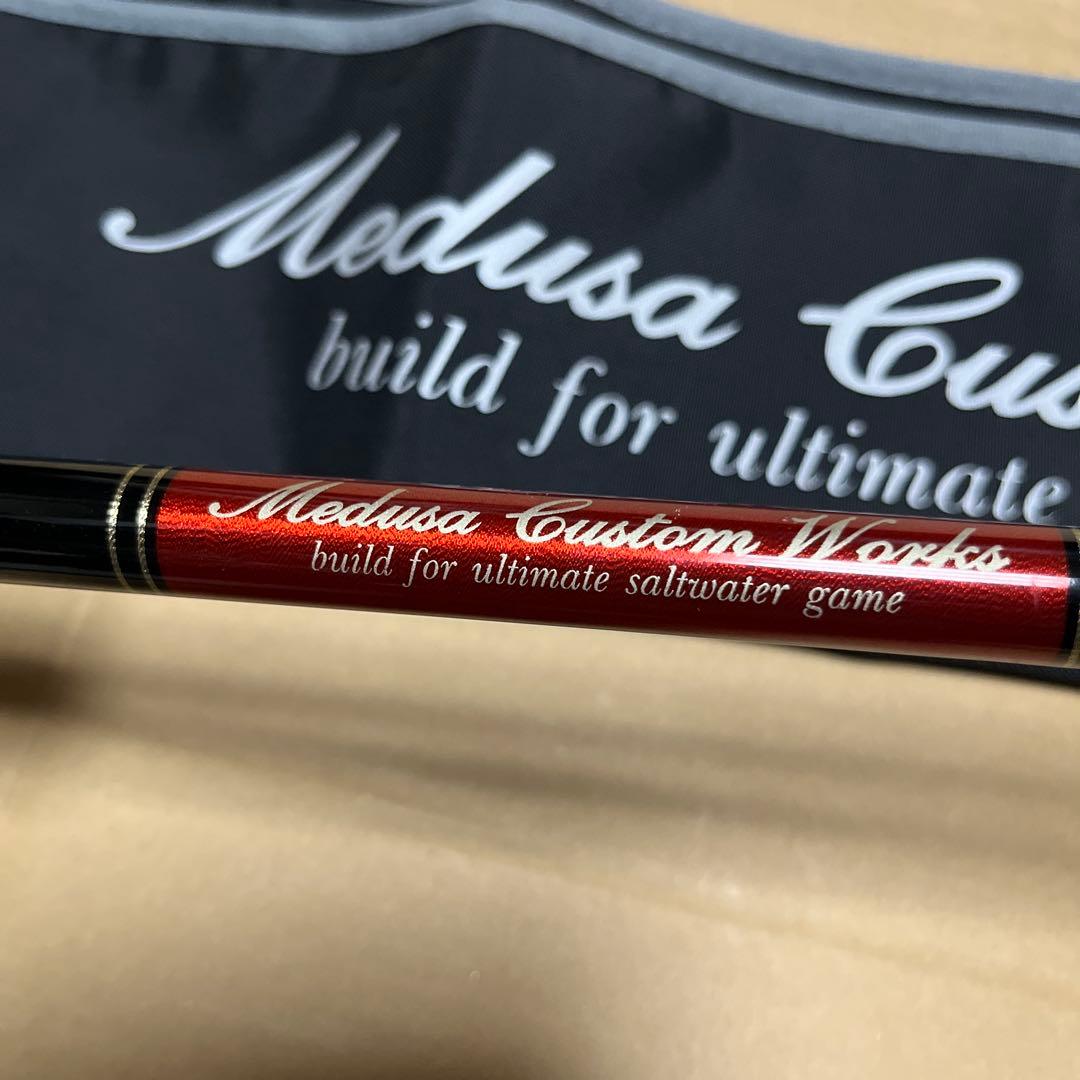 Medusa Cus
build for ultimate
Medusa Custom Works
build for ultimate saltwater game